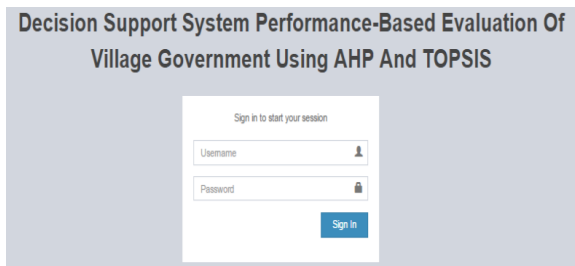 Decision Support System Performance-Based Evaluation Of
Village Government Using AHP And TOPSIS
Sign in to start your session
Username
Password
Sign In